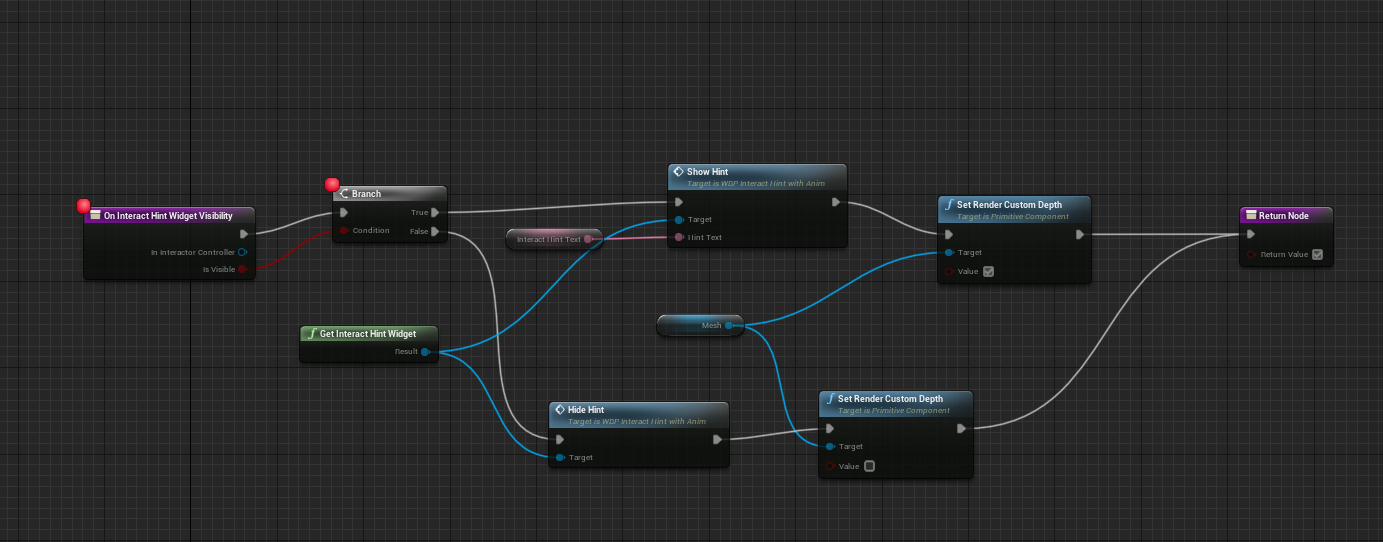 On Interact Hint Widget Visibility
In Interactor Controller
Is Visible
Branch
True
Condition
False
Get Interact Hint Widget
Result
Interact Hint Text
Show Hint
Target is WBP Interact Hint with Anim
Target
Hint Text
Mesh
Hide Hint
Target is WBP Interact Hint with Anim
Target
Set Render Custom Depth
Target is Primitive Component
Target
Value
Set Render Custom Depth
Target is Primitive Component
Target
Value
Return Node
Return Value